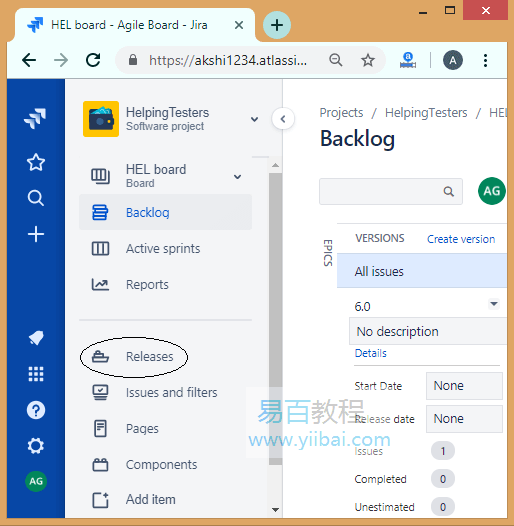 HEL board - Agile Board - Jira
https://akshi1234.atlassi...
A
HelpingTesters
Software project
HEL board
Board
Backlog
Active sprints
Reports
Releases
Issues and filters
Pages
Components
Add item
AG
Projects / HelpingTesters / HEL
Backlog
AG
EPICS
VERSIONS Create version
All issues
6.0
No description
Details
Start Date None
Release date None
Issues 1
Completed 0
Unestimated 0
易百教程
www.yiibai.com